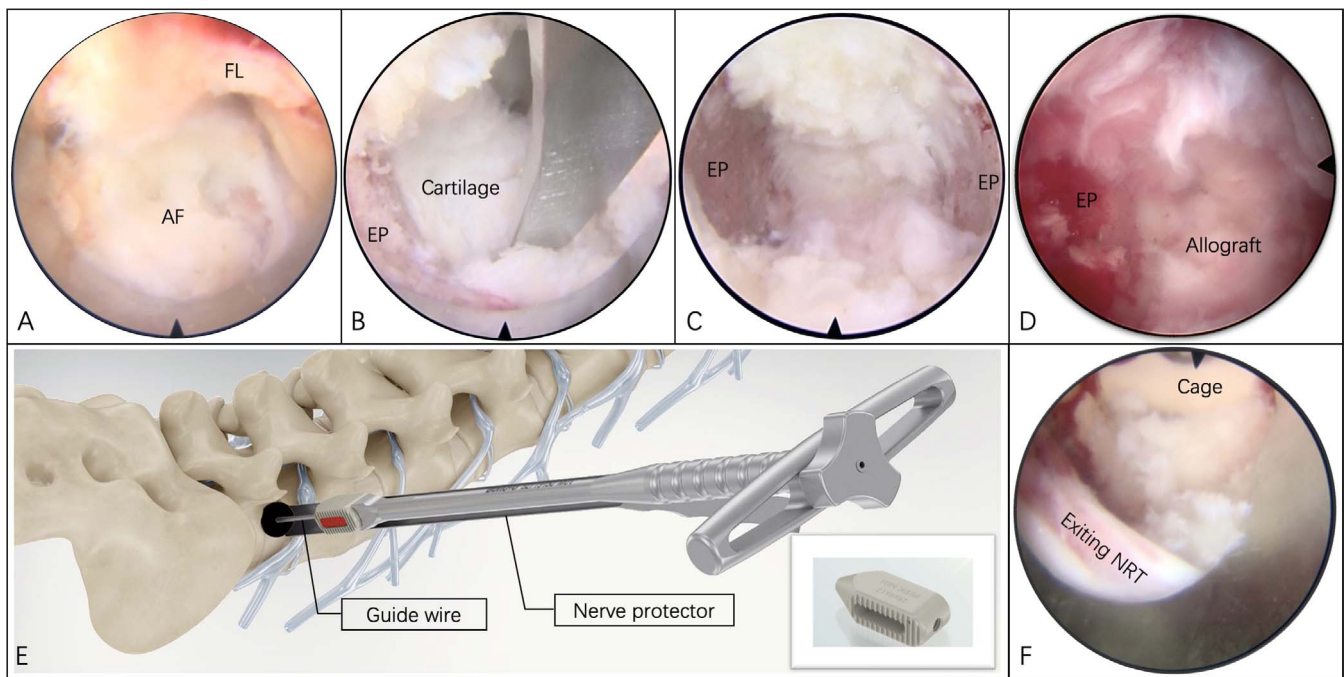 FL
AF
A
Cartilage
EP
B
EP
EP
C
EP
Allograft
D
Guide wire
Nerve protector
E
Cage
Exiting NRT
F